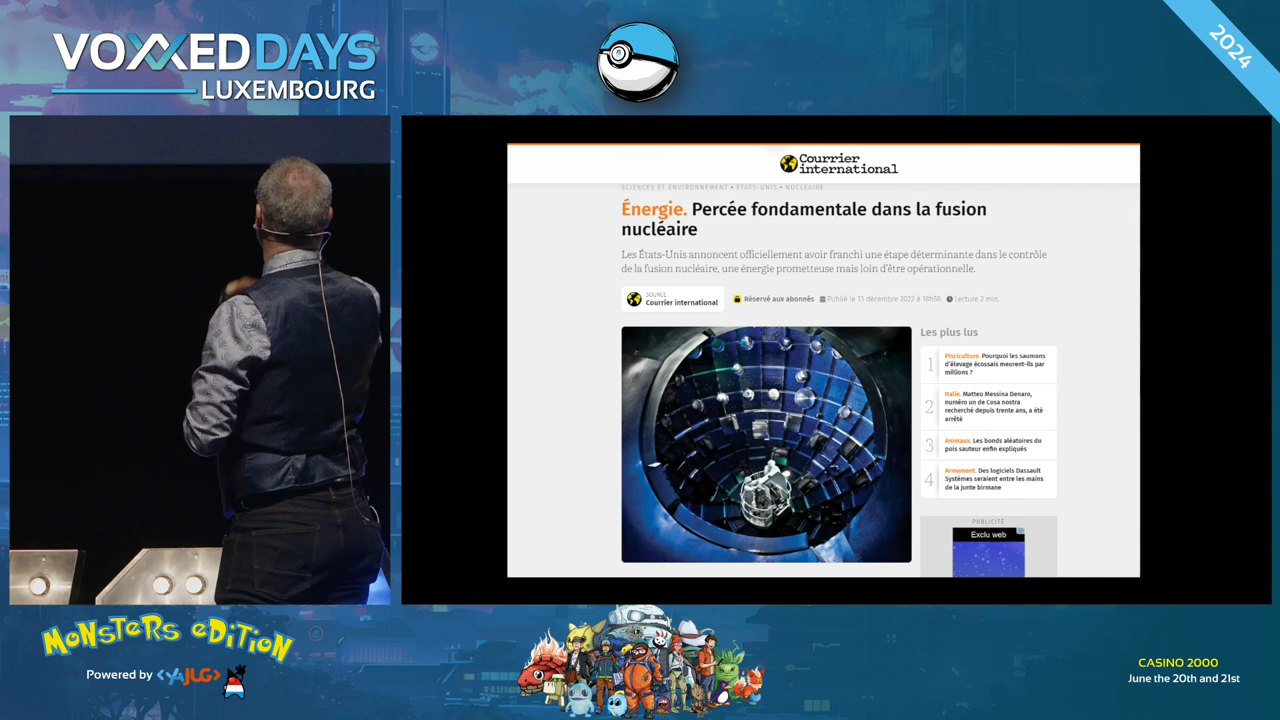 VOXXED DAYS
LUXEMBOURG
2024
Courrier
international
SCIENCES ET ENVIRONNEMENT • ÉTATS-UNIS • NUCLÉAIRE
Énergie. Percée fondamentale dans la fusion
nucléaire
Les États-Unis annoncent officiellement avoir franchi une étape déterminante dans le contrôle
de la fusion nucléaire, une énergie prometteuse mais loin d'être opérationnelle.
SOURCE :
Courrier international
Réservé aux abonnés
Publié le 13 décembre 2022 à 18h56
Lecture 2 min.
Les plus lus
1
Pisciculture. Pourquoi les saumons
d'élevage écossais meurent-ils par
millions ?
2
Italie. Matteo Messina Denaro,
numéro un de Cosa nostra
recherché depuis trente ans, a été
arrêté
3
Animaux. Les bonds aléatoires du
pois sauteur enfin expliqués
4
Armement. Des logiciels Dassault
Systèmes seraient entre les mains
de la junte birmane
PUBLICITÉ
Exclu web
MONSTERS EDITION
Powered by <YAJUG>
CASINO 2000
June the 20th and 21st